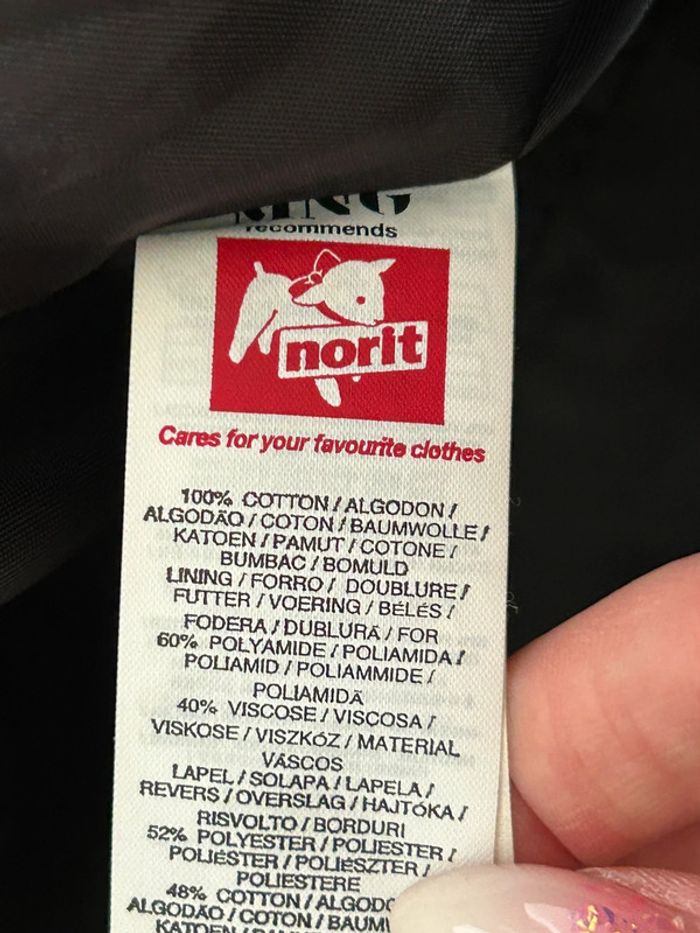 recommends
norit
Cares for your favourite clothes
100% COTTON / ALGODON /
ALGODÃO / COTON / BAUMWOLLE /
KATOEN / PAMUT / COTONE /
BUMBAC / BOMULD
LINING / FORRO / DOUBLURE /
FUTTER / VOERING / BÉLÉS /
FODERA / DUBLURĂ / FOR
60% POLYAMIDE / POLIAMIDA /
POLIAMID / POLIAMMIDE /
POLIAMIDĂ
40% VISCOSE / VISCOSA /
VISKOSE / VISZKÓZ / MATERIAL
VÂSCOS
LAPEL / SOLAPA / LAPELA /
REVERS / OVERSLAG / HAJTÓKA /
RISVOLTO / BORDURI
52% POLYESTER / POLIESTER /
POLIÉSTER / POLIÉSZTER /
POLIESTERE
48% COTTON / ALGOD
ALGODÃO / COTON / BAUM
KATOEN